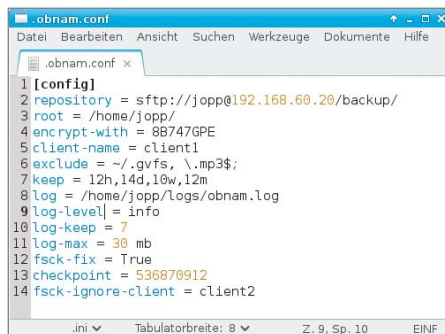 .obnam.conf
Datei Bearbeiten Ansicht Suchen Werkzeuge Dokumente Hilfe
.obnam.conf ×
1 [config]
2 repository = sftp://jopp@192.168.60.20/backup/
3 root = /home/jopp/
4 encrypt-with = 8B747GPE
5 client-name = client1
6 exclude = ~/.gvfs, \.mp3$;
7 keep = 12h,14d,10w,12m
8 log = /home/jopp/logs/obnam.log
9 log-level = info
10 log-keep = 7
11 log-max = 30 mb
12 fsck-fix = True
13 checkpoint = 536870912
14 fsck-ignore-client = client2
.ini Tabulatorbreite: 8 Z. 9, Sp. 10 EINF